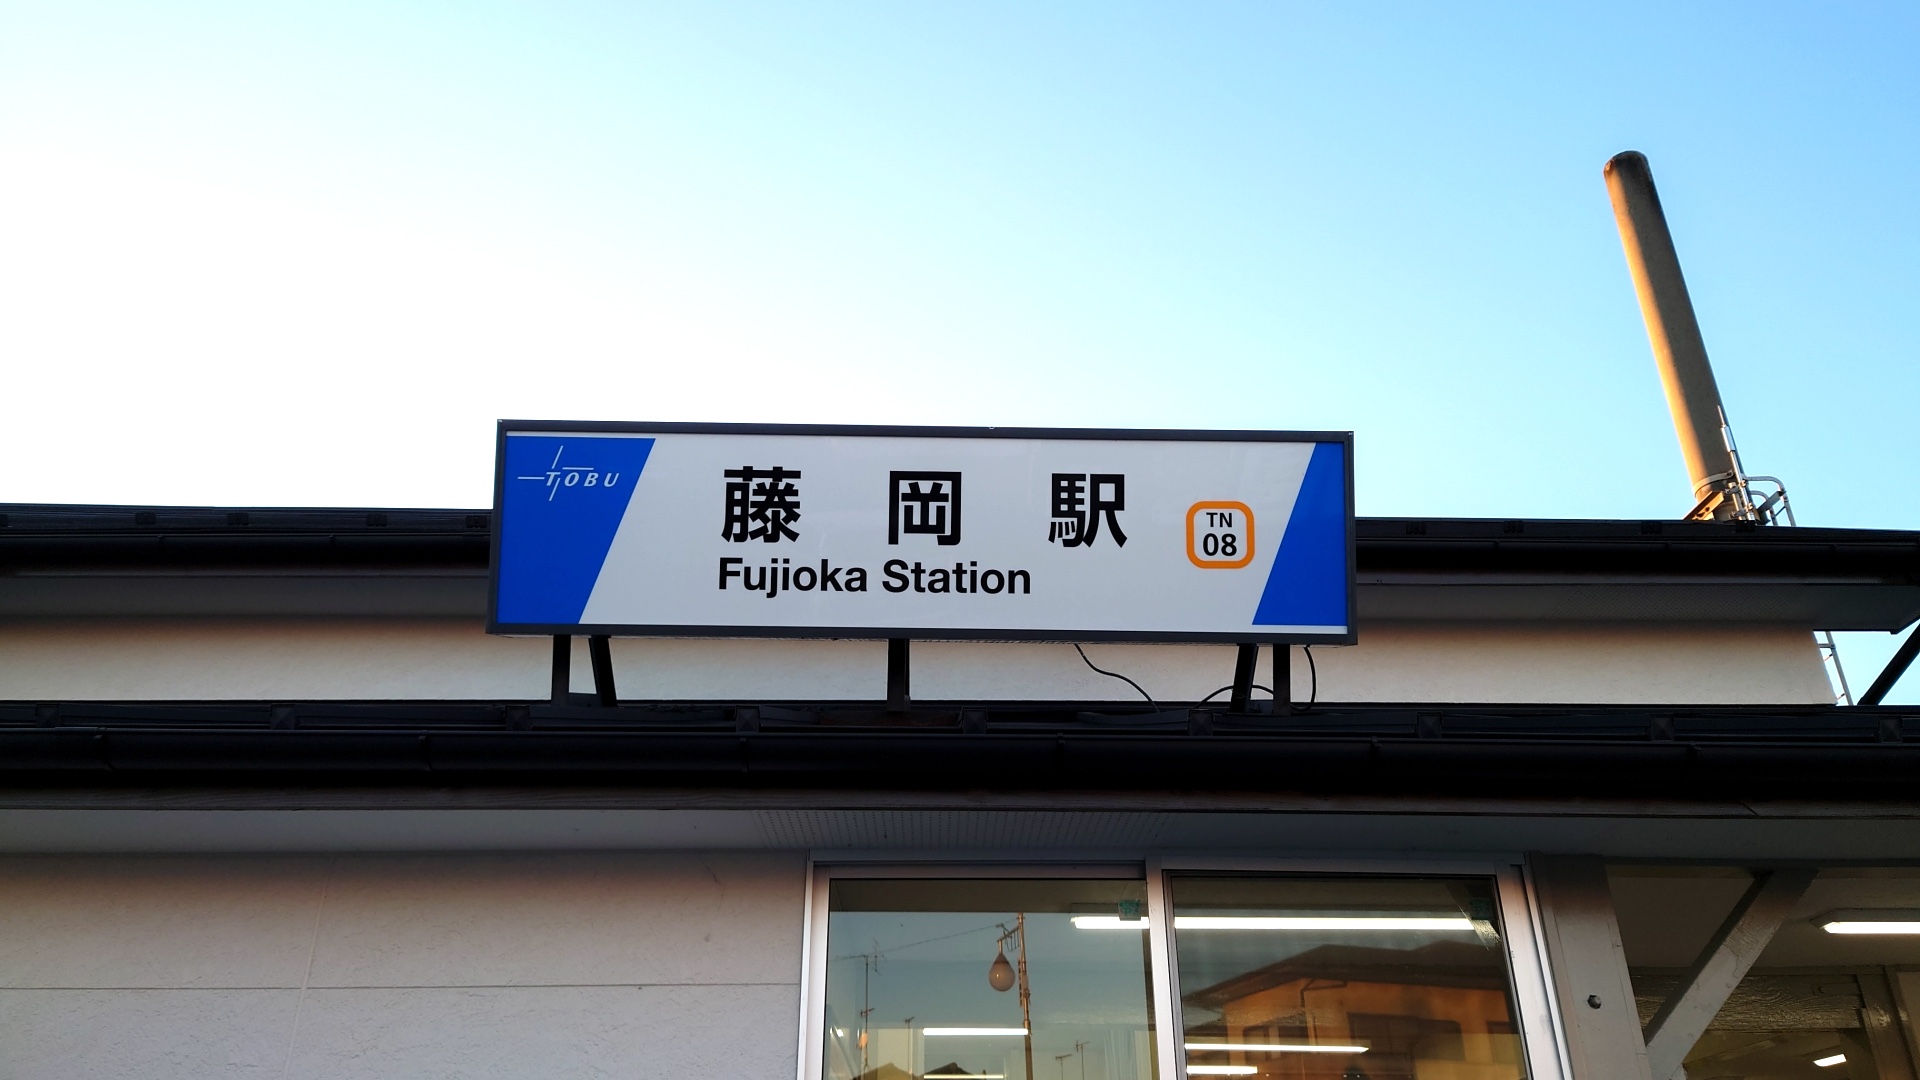 TOBU
藤岡駅
Fujioka Station
TN
08